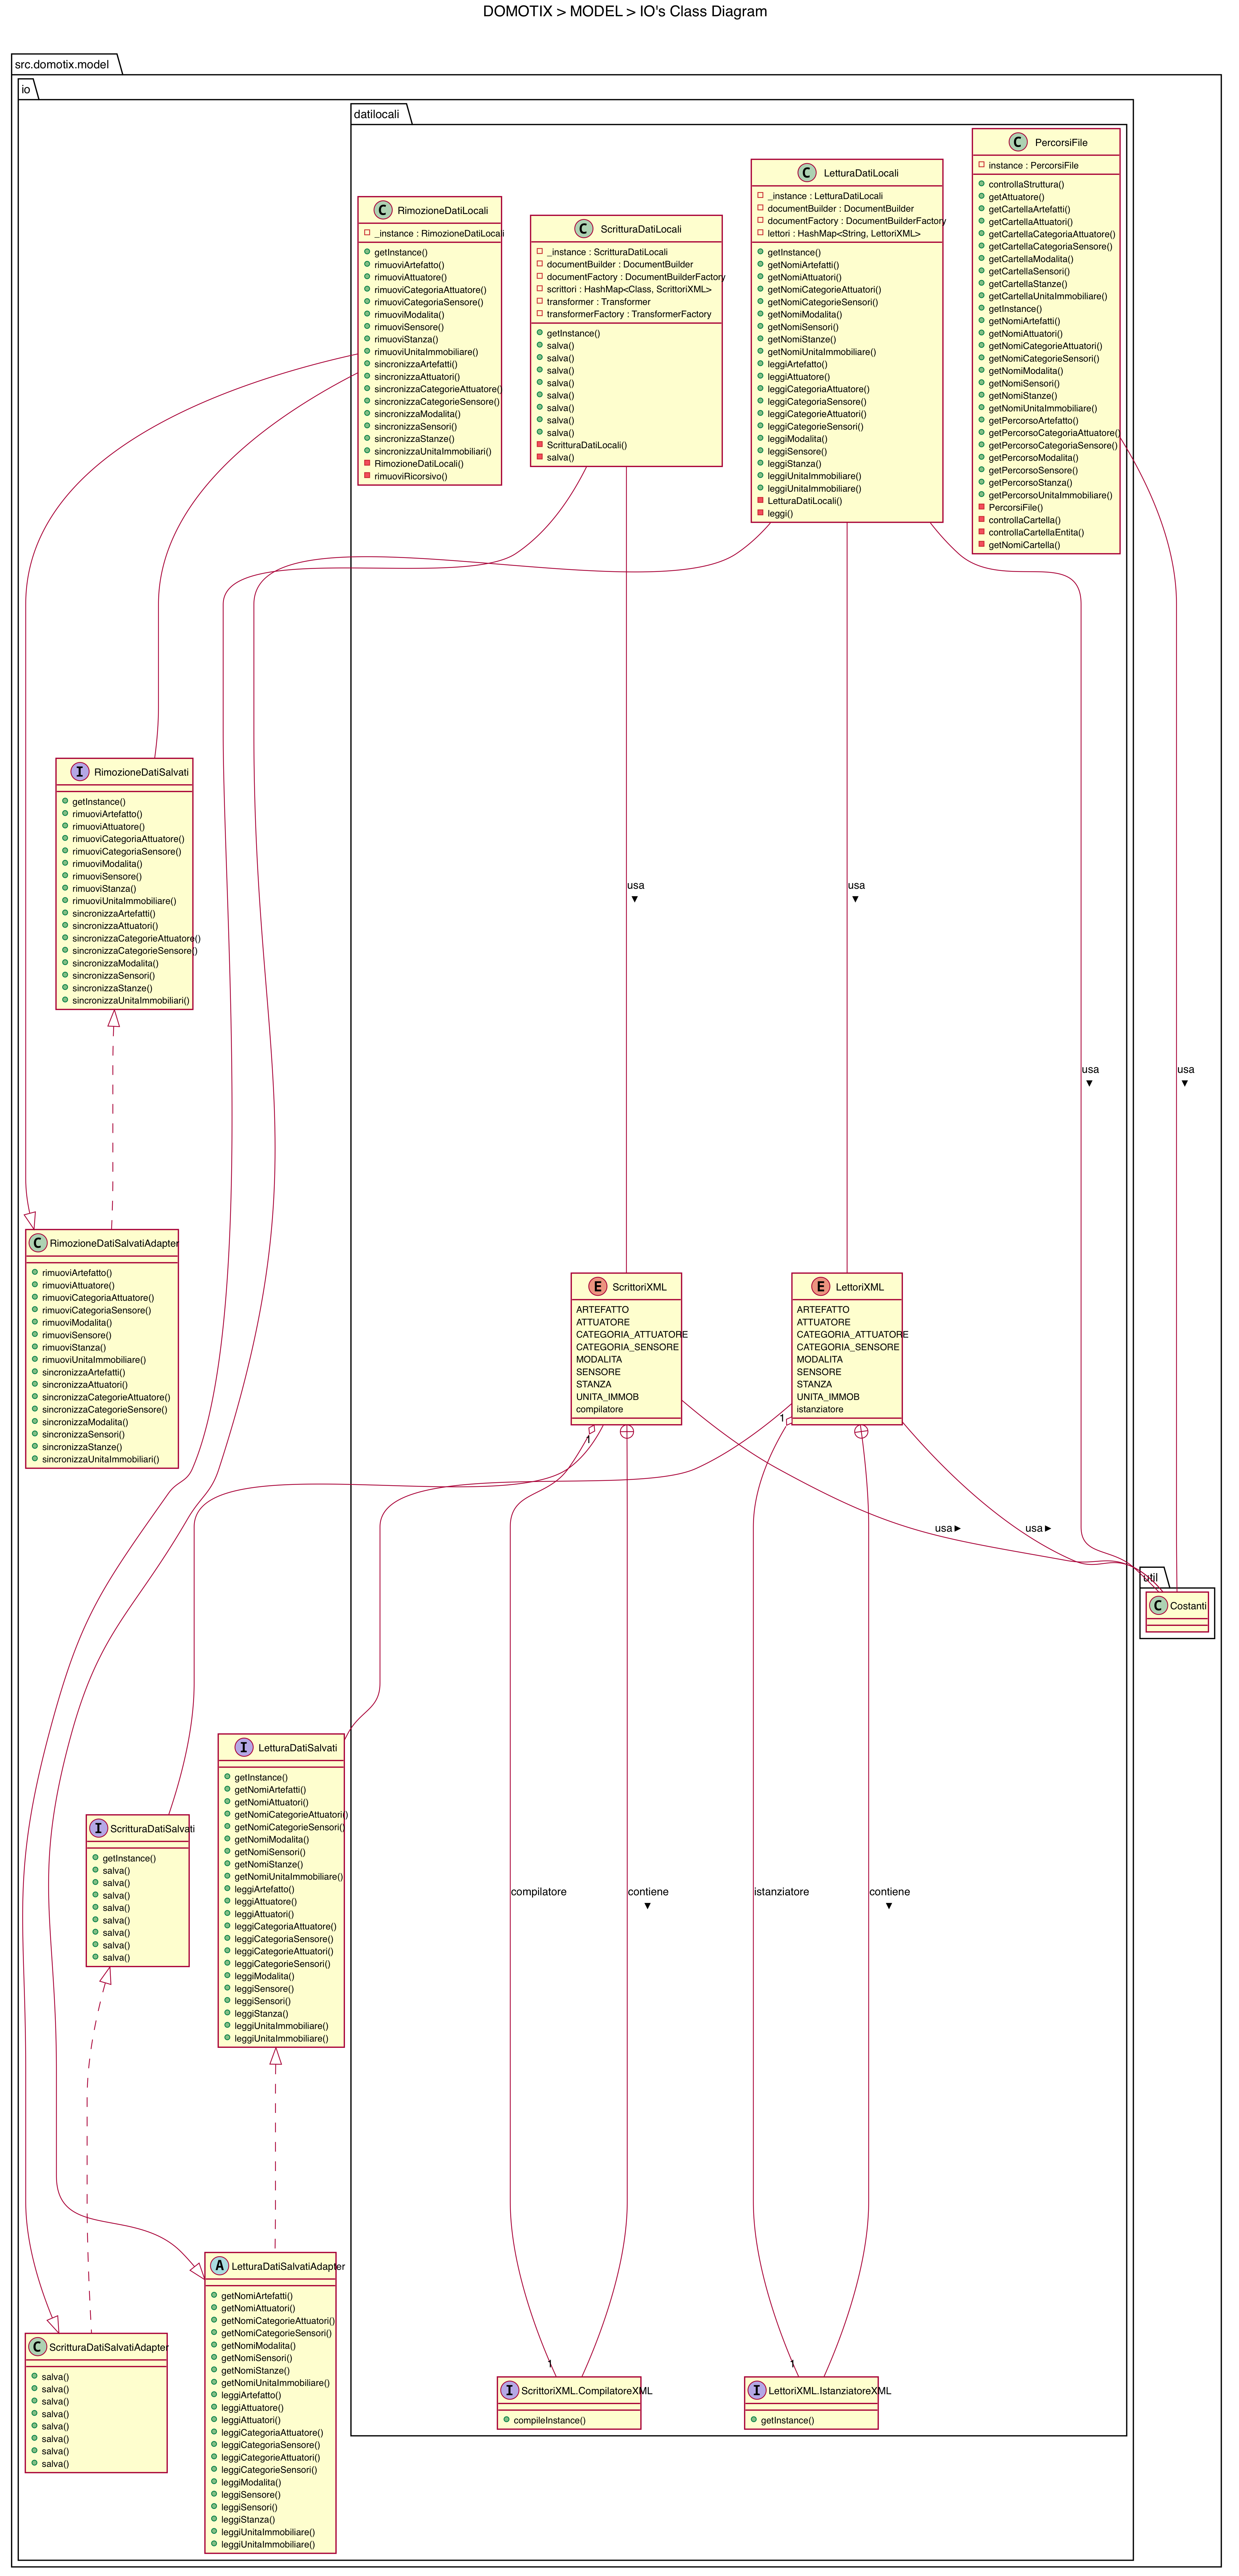 DOMOTIX > MODEL > IO's Class Diagram
src.domotix.model
io
datilocali
PercorsiFile
instance : PercorsiFile
controllaStruttura()
getAttuatore()
getCartellaArtefatti()
getCartellaAttuatori()
getCartellaCategoriaAttuatore()
getCartellaCategoriaSensore()
getCartellaModalita()
getCartellaSensori()
getCartellaStanze()
getCartellaUnitaImmobiliare()
getInstance()
getNomiArtefatti()
getNomiAttuatori()
getNomiCategorieAttuatori()
getNomiCategorieSensori()
getNomiModalita()
getNomiSensori()
getNomiStanze()
getNomiUnitaImmobiliare()
getPercorsoArtefatto()
getPercorsoCategoriaAttuatore()
getPercorsoCategoriaSensore()
getPercorsoModalita()
getPercorsoSensore()
getPercorsoStanza()
getPercorsoUnitaImmobiliare()
PercorsiFile()
controllaCartella()
controllaCartellaEntita()
getNomiCartella()
LetturaDatiLocali
_instance : LetturaDatiLocali
documentBuilder : DocumentBuilder
documentFactory : DocumentBuilderFactory
lettori : HashMap<String, LettoriXML>
getInstance()
getNomiArtefatti()
getNomiAttuatori()
getNomiCategorieAttuatori()
getNomiCategorieSensori()
getNomiModalita()
getNomiSensori()
getNomiStanze()
getNomiUnitaImmobiliare()
leggiArtefatto()
leggiAttuatore()
leggiCategoriaAttuatore()
leggiCategoriaSensore()
leggiCategorieAttuatori()
leggiCategorieSensori()
leggiModalita()
leggiSensore()
leggiStanza()
leggiUnitaImmobiliare()
leggiUnitaImmobiliare()
LetturaDatiLocali()
leggi()
RimozioneDatiLocali
_instance : RimozioneDatiLocali
getInstance()
rimuoviArtefatto()
rimuoviAttuatore()
rimuoviCategoriaAttuatore()
rimuoviCategoriaSensore()
rimuoviModalita()
rimuoviSensore()
rimuoviStanza()
rimuoviUnitaImmobiliare()
sincronizzaArtefatti()
sincronizzaAttuatori()
sincronizzaCategorieAttuatore()
sincronizzaCategorieSensore()
sincronizzaModalita()
sincronizzaSensori()
sincronizzaStanze()
sincronizzaUnitaImmobiliari()
RimozioneDatiLocali()
rimuoviRicorsivo()
ScritturaDatiLocali
_instance : ScritturaDatiLocali
documentBuilder : DocumentBuilder
documentFactory : DocumentBuilderFactory
scrittori : HashMap<Class, ScrittoriXML>
transformer : Transformer
transformerFactory : TransformerFactory
getInstance()
salva()
salva()
salva()
salva()
salva()
salva()
salva()
salva()
ScritturaDatiLocali()
salva()
RimozioneDatiSalvati
getInstance()
rimuoviArtefatto()
rimuoviAttuatore()
rimuoviCategoriaAttuatore()
rimuoviCategoriaSensore()
rimuoviModalita()
rimuoviSensore()
rimuoviStanza()
rimuoviUnitaImmobiliare()
sincronizzaArtefatti()
sincronizzaAttuatori()
sincronizzaCategorieAttuatore()
sincronizzaCategorieSensore()
sincronizzaModalita()
sincronizzaSensori()
sincronizzaStanze()
sincronizzaUnitaImmobiliari()
usa
usa
usa
usa
RimozioneDatiSalvatiAdapter
rimuoviArtefatto()
rimuoviAttuatore()
rimuoviCategoriaAttuatore()
rimuoviCategoriaSensore()
rimuoviModalita()
rimuoviSensore()
rimuoviStanza()
rimuoviUnitaImmobiliare()
sincronizzaArtefatti()
sincronizzaAttuatori()
sincronizzaCategorieAttuatore()
sincronizzaCategorieSensore()
sincronizzaModalita()
sincronizzaSensori()
sincronizzaStanze()
sincronizzaUnitaImmobiliari()
ScrittoriXML
ARTEFATTO
ATTUATORE
CATEGORIA_ATTUATORE
CATEGORIA_SENSORE
MODALITA
SENSORE
STANZA
UNITA_IMMOB
compilatore
LettoriXML
ARTEFATTO
ATTUATORE
CATEGORIA_ATTUATORE
CATEGORIA_SENSORE
MODALITA
SENSORE
STANZA
UNITA_IMMOB
istanziatore
1
1
usa
usa
util
Costanti
LetturaDatiSalvati
getInstance()
getNomiArtefatti()
getNomiAttuatori()
getNomiCategorieAttuatori()
getNomiCategorieSensori()
getNomiModalita()
getNomiSensori()
getNomiStanze()
getNomiUnitaImmobiliare()
leggiArtefatto()
leggiAttuatore()
leggiAttuatori()
leggiCategoriaAttuatore()
leggiCategoriaSensore()
leggiCategorieAttuatori()
leggiCategorieSensori()
leggiModalita()
leggiSensore()
leggiSensori()
leggiStanza()
leggiUnitaImmobiliare()
leggiUnitaImmobiliare()
ScritturaDatiSalvati
getInstance()
salva()
salva()
salva()
salva()
salva()
salva()
salva()
salva()
compilatore
contiene
istanziatore
contiene
LetturaDatiSalvatiAdapter
getNomiArtefatti()
getNomiAttuatori()
getNomiCategorieAttuatori()
getNomiCategorieSensori()
getNomiModalita()
getNomiSensori()
getNomiStanze()
getNomiUnitaImmobiliare()
leggiArtefatto()
leggiAttuatore()
leggiAttuatori()
leggiCategoriaAttuatore()
leggiCategoriaSensore()
leggiCategorieAttuatori()
leggiCategorieSensori()
leggiModalita()
leggiSensore()
leggiSensori()
leggiStanza()
leggiUnitaImmobiliare()
leggiUnitaImmobiliare()
ScritturaDatiSalvatiAdapter
salva()
salva()
salva()
salva()
salva()
salva()
salva()
salva()
1
1
ScrittoriXML.CompilatoreXML
compileInstance()
LettoriXML.IstanziatoreXML
getInstance()